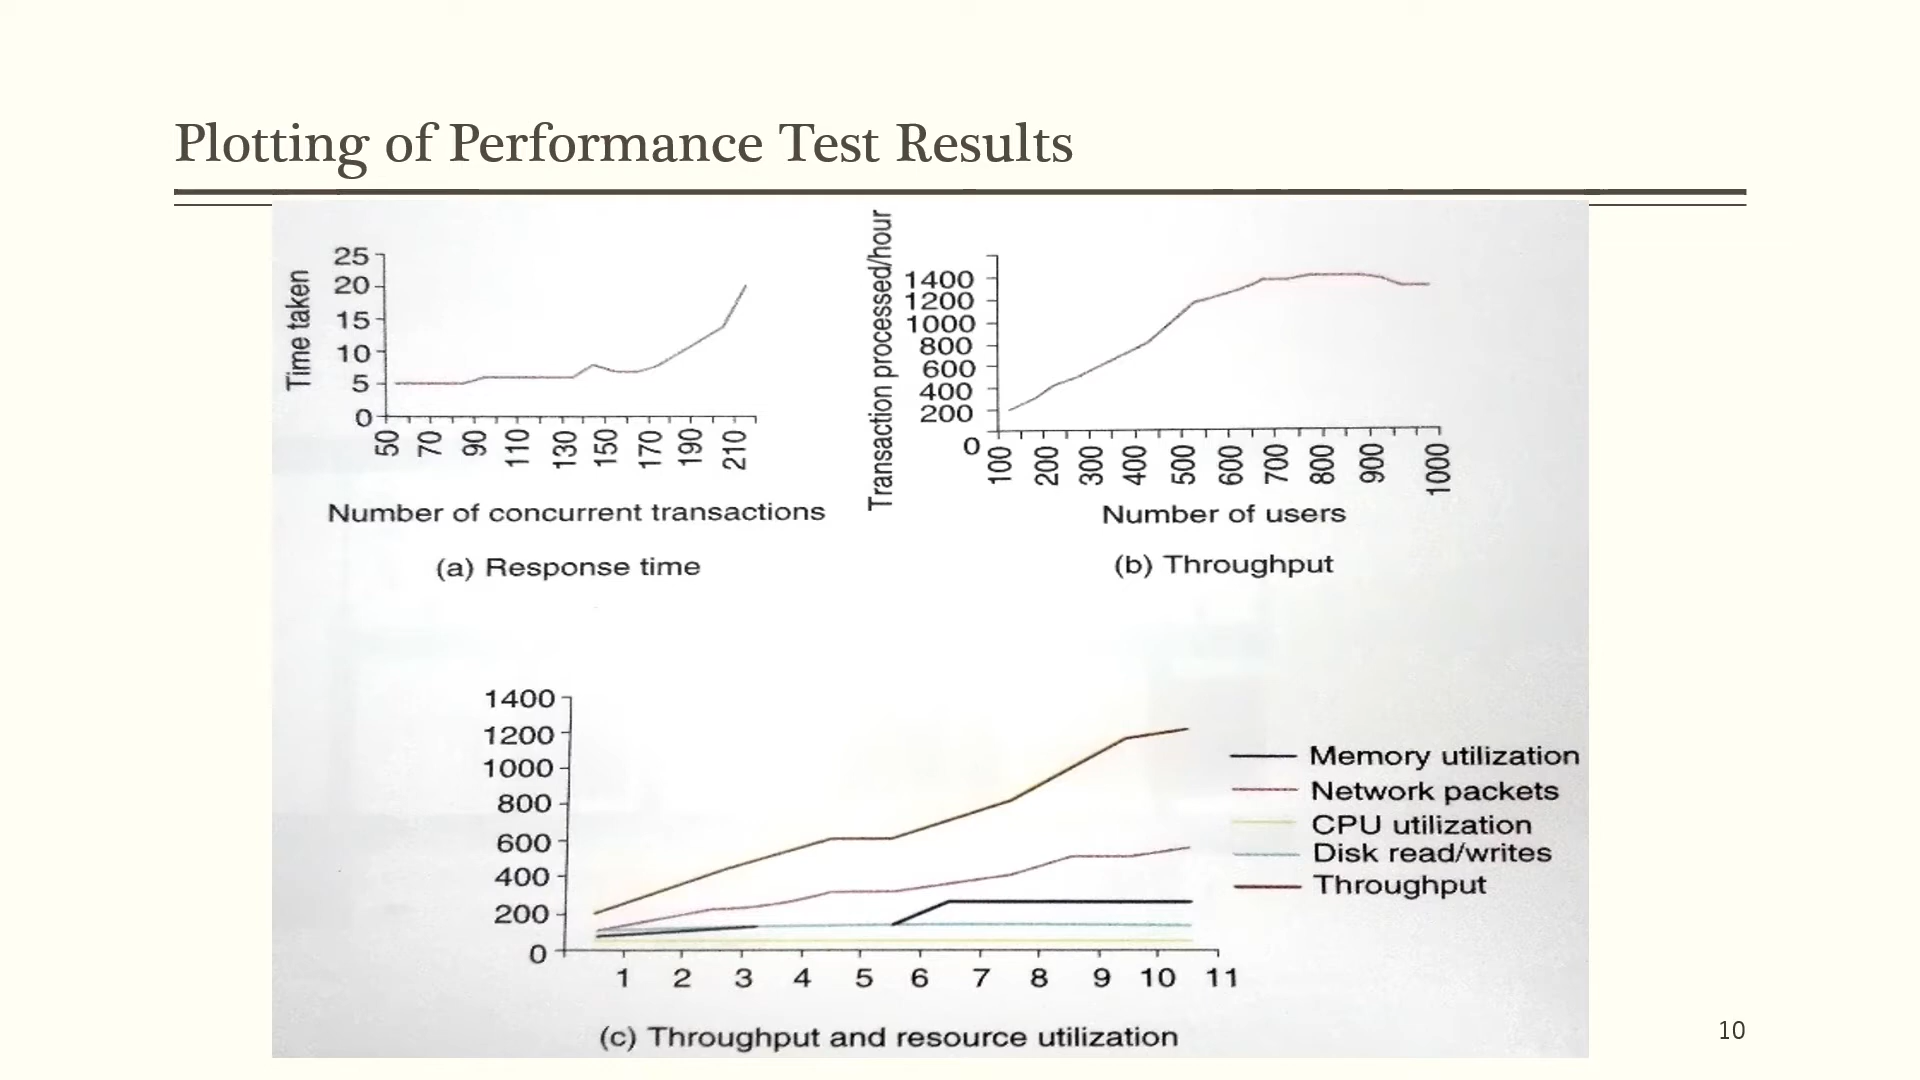 Plotting of Performance Test Results
Time taken
25
20
15
10
5
0
50 70 90 110 130 150 170 190 210
Number of concurrent transactions
(a) Response time
Transaction processed/hour
1400
1200
1000
800
600
400
200
0
100 200 300 400 500 600 700 800 900 1000
Number of users
(b) Throughput
1400
1200
1000
800
600
400
200
0
1 2 3 4 5 6 7 8 9 10 11
Memory utilization
Network packets
CPU utilization
Disk read/writes
Throughput
(c) Throughput and resource utilization
10